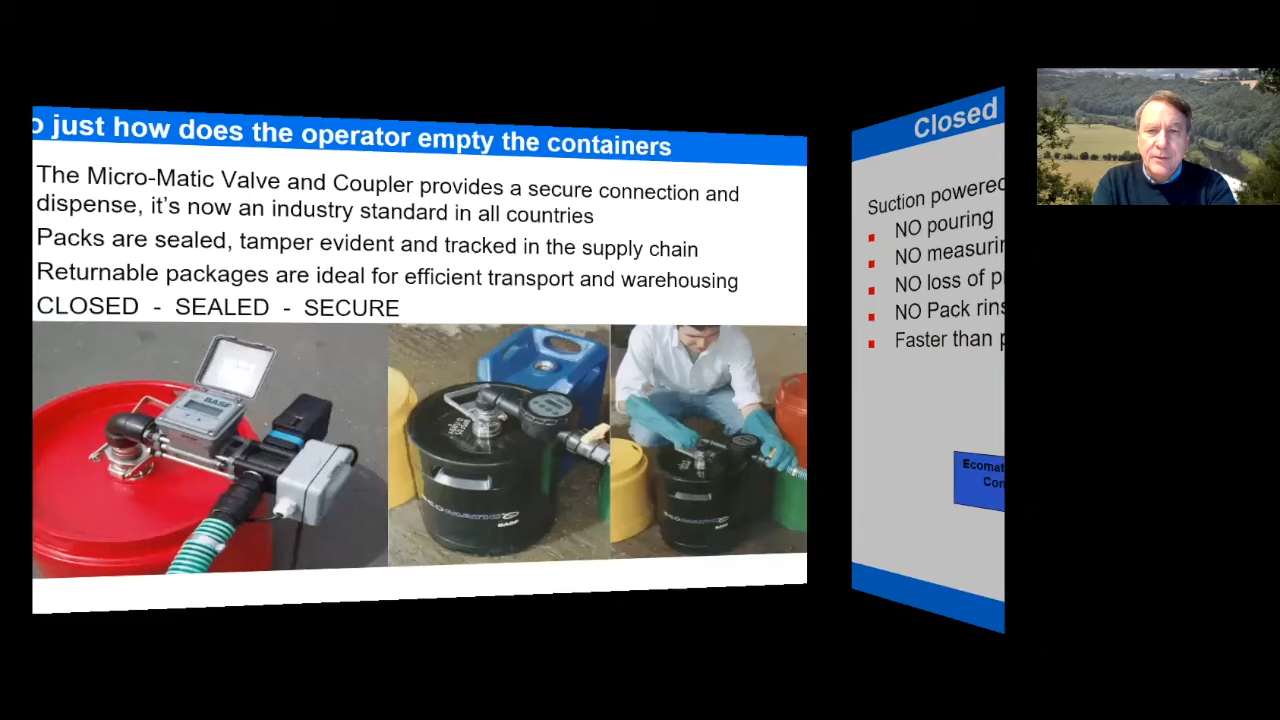 o just how does the operator empty the containers
The Micro-Matic Valve and Coupler provides a secure connection and
dispense, it's now an industry standard in all countries
Packs are sealed, tamper evident and tracked in the supply chain
Returnable packages are ideal for efficient transport and warehousing
CLOSED - SEALED - SECURE
BASF
BASF
Closed
Suction powered
NO pouring
NO measurin
NO loss of p
NO Pack rins
Faster than p
Ecomat
Con